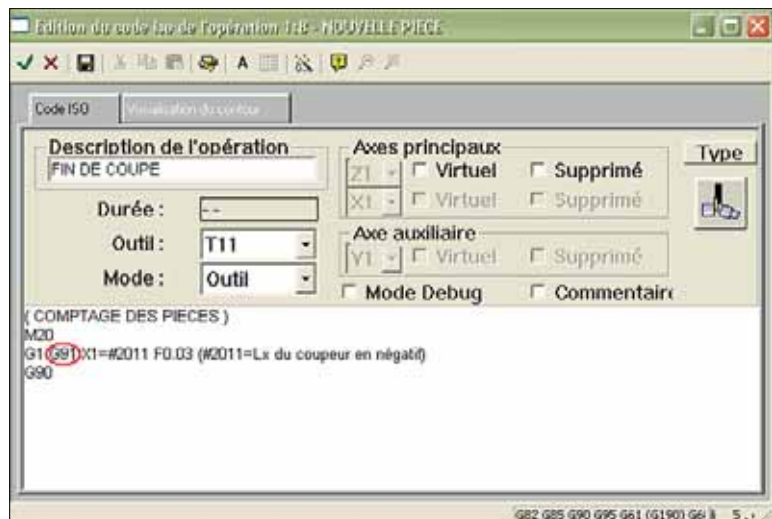 Edition du code iso de l'opération 1:8 - NOUVELLE PIECE
A
Code ISO
Visualisation du contour
Description de l'opération
FIN DE COUPE
Durée :
--
Outil :
T11
Mode :
Outil
Axes principaux
Z1 Virtuel Supprimé
X1 Virtuel Supprimé
Axe auxiliaire
Y1 Virtuel Supprimé
Mode Debug Commentaire
Type
( COMPTAGE DES PIECES )
M20
G1 G91 X1=#2011 F0.03 (#2011=Lx du coupeur en négatif)
G90
G82 G85 G90 G95 G61 (G190)